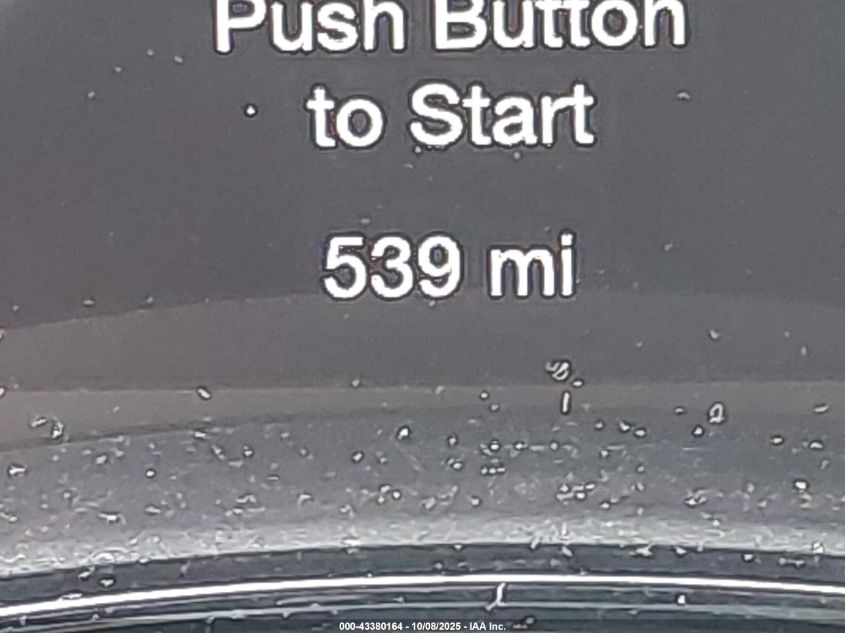 Push Button
to Start
539 mi
000-43380164 - 10/08/2025 - IAA Inc.